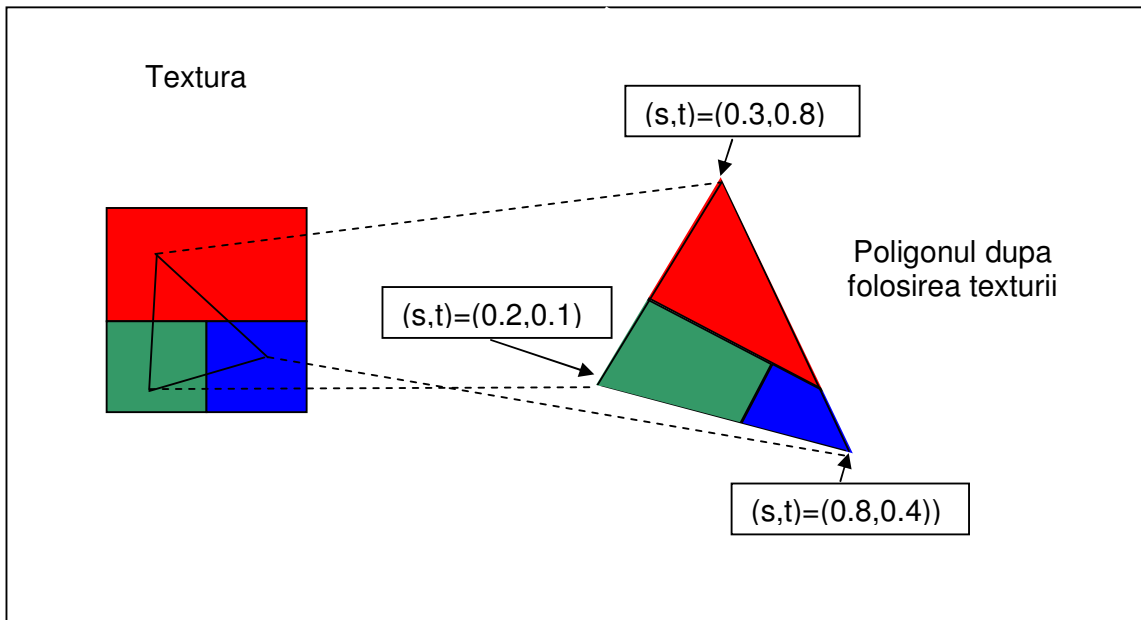 Textura
(s,t)=(0.3,0.8)
Poligonul dupa
folosirea texturii
(s,t)=(0.2,0.1)
(s,t)=(0.8,0.4))